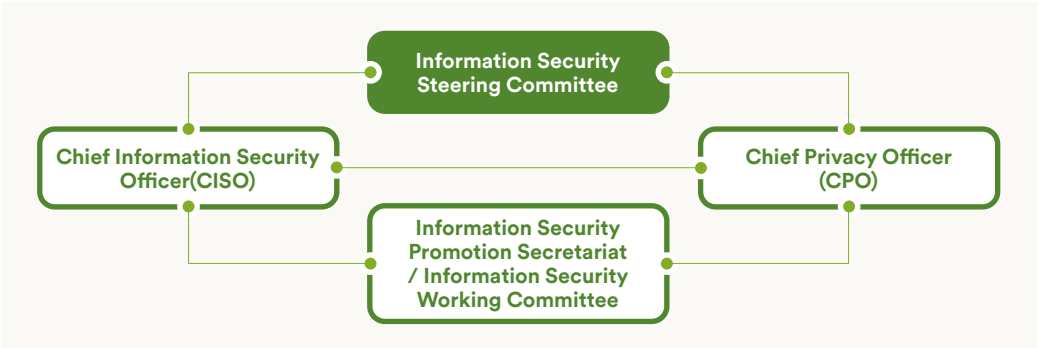 Information Security
Steering Committee
Chief Information Security
Officer(CISO)
Chief Privacy Officer
(CPO)
Information Security
Promotion Secretariat
/ Information Security
Working Committee